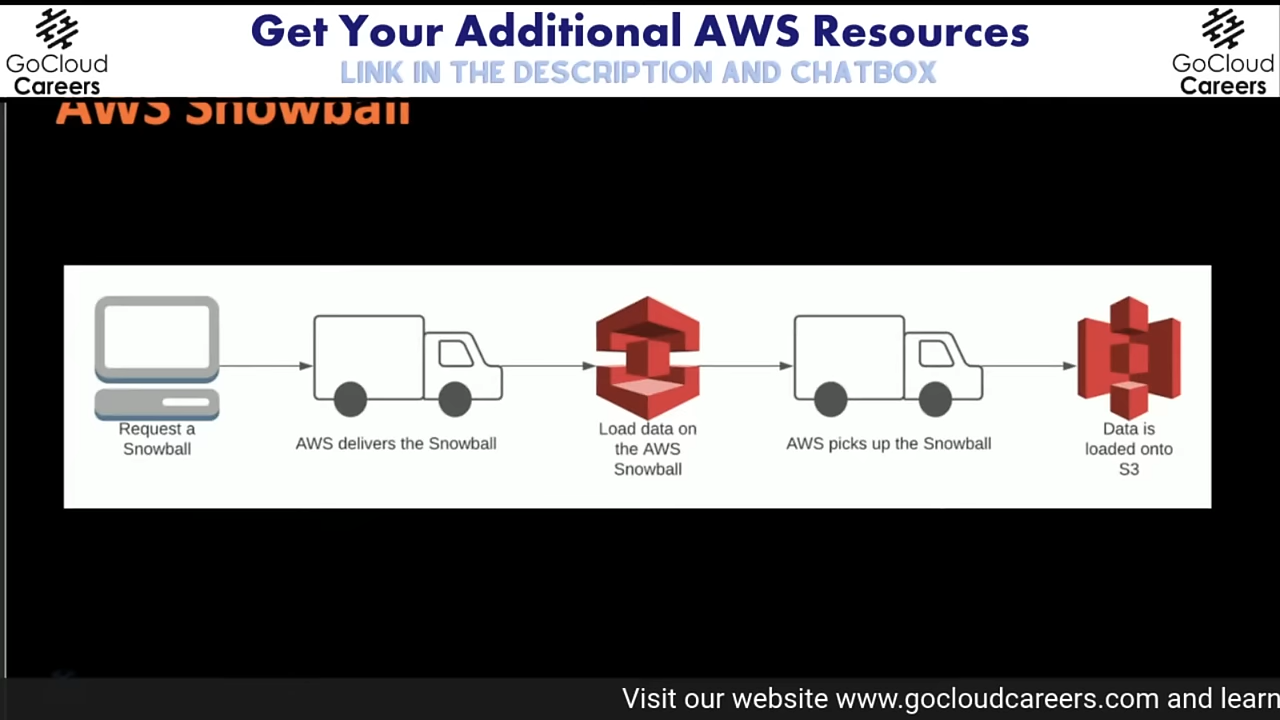 GoCloud
Careers
Get Your Additional AWS Resources
LINK IN THE DESCRIPTION AND CHATBOX
GoCloud
Careers
AWS Snowball
Request a
Snowball
AWS delivers the Snowball
Load data on
the AWS
Snowball
AWS picks up the Snowball
Data is
loaded onto
S3
Visit our website www.gocloudcareers.com and learn